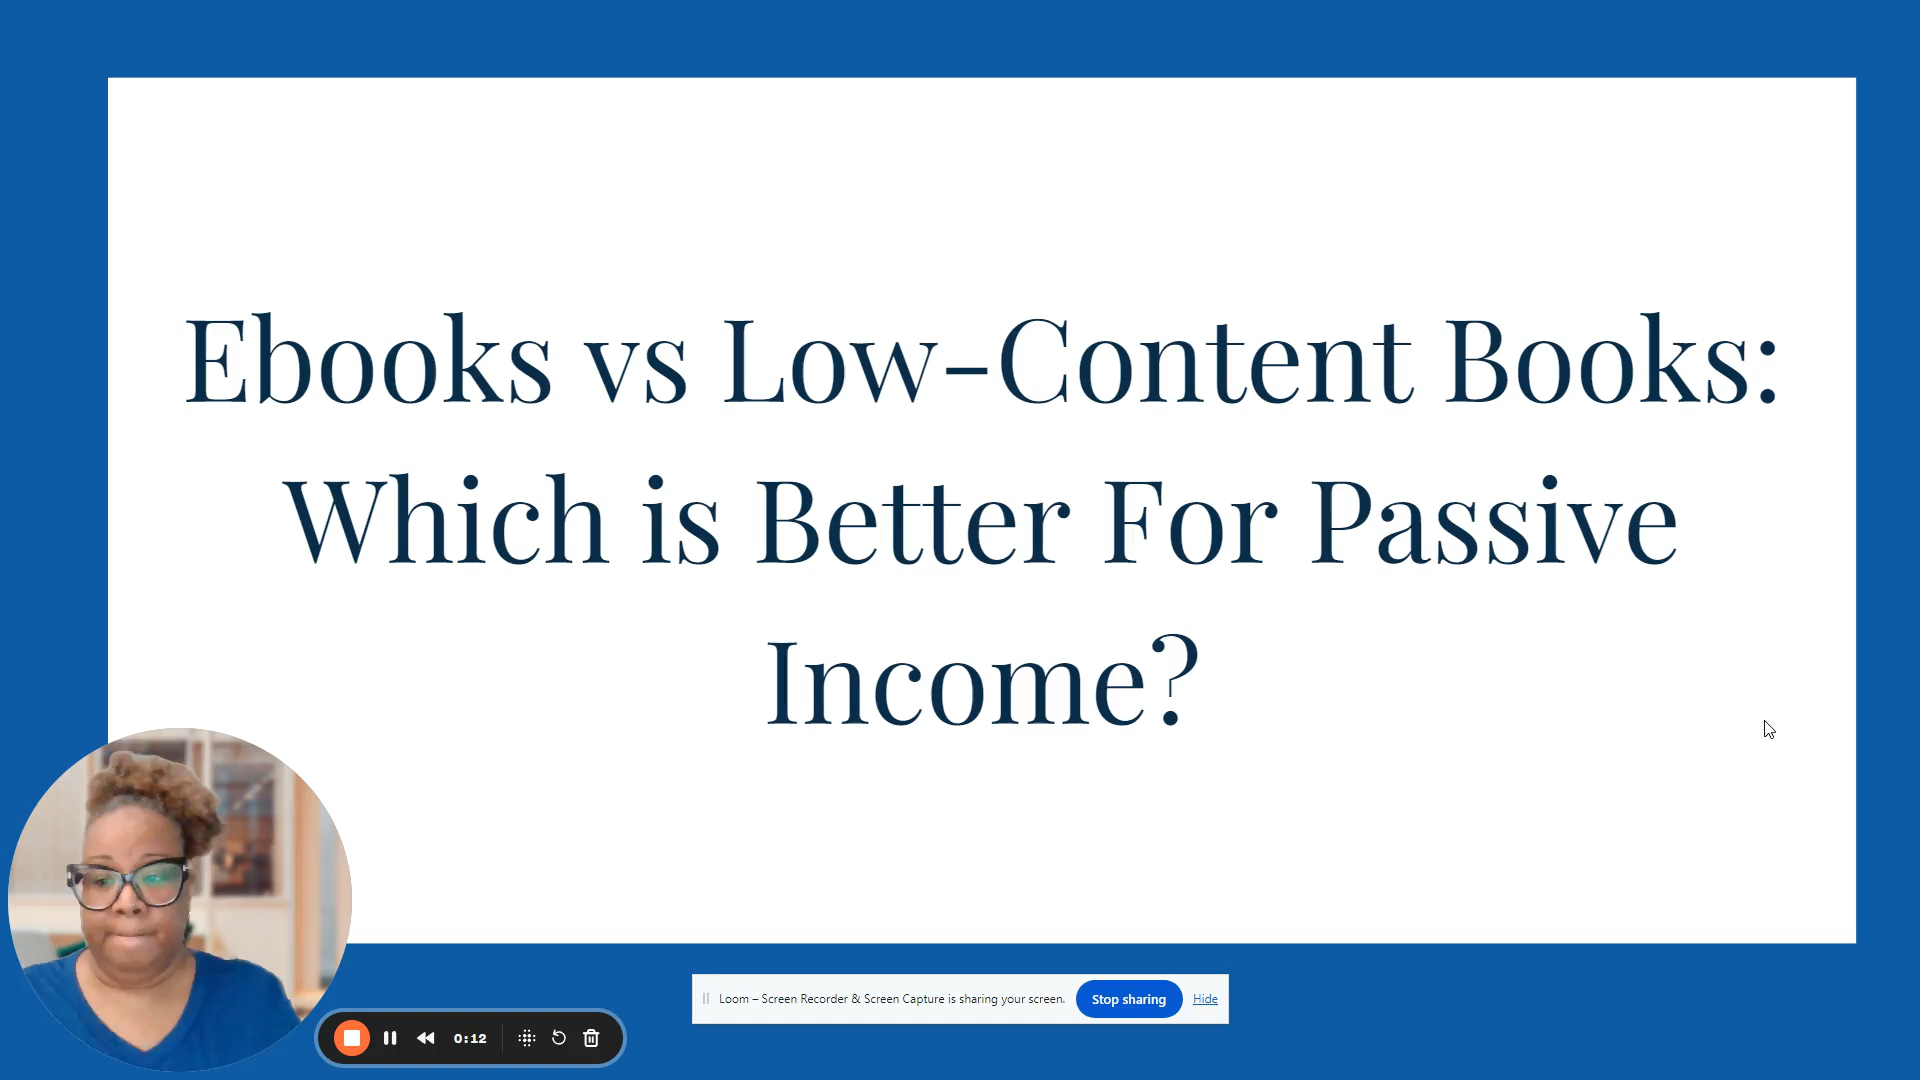 Ebooks vs Low-Content Books:
Which is Better For Passive
Income?
Loom – Screen Recorder & Screen Capture is sharing your screen.
Stop sharing
Hide
0:12